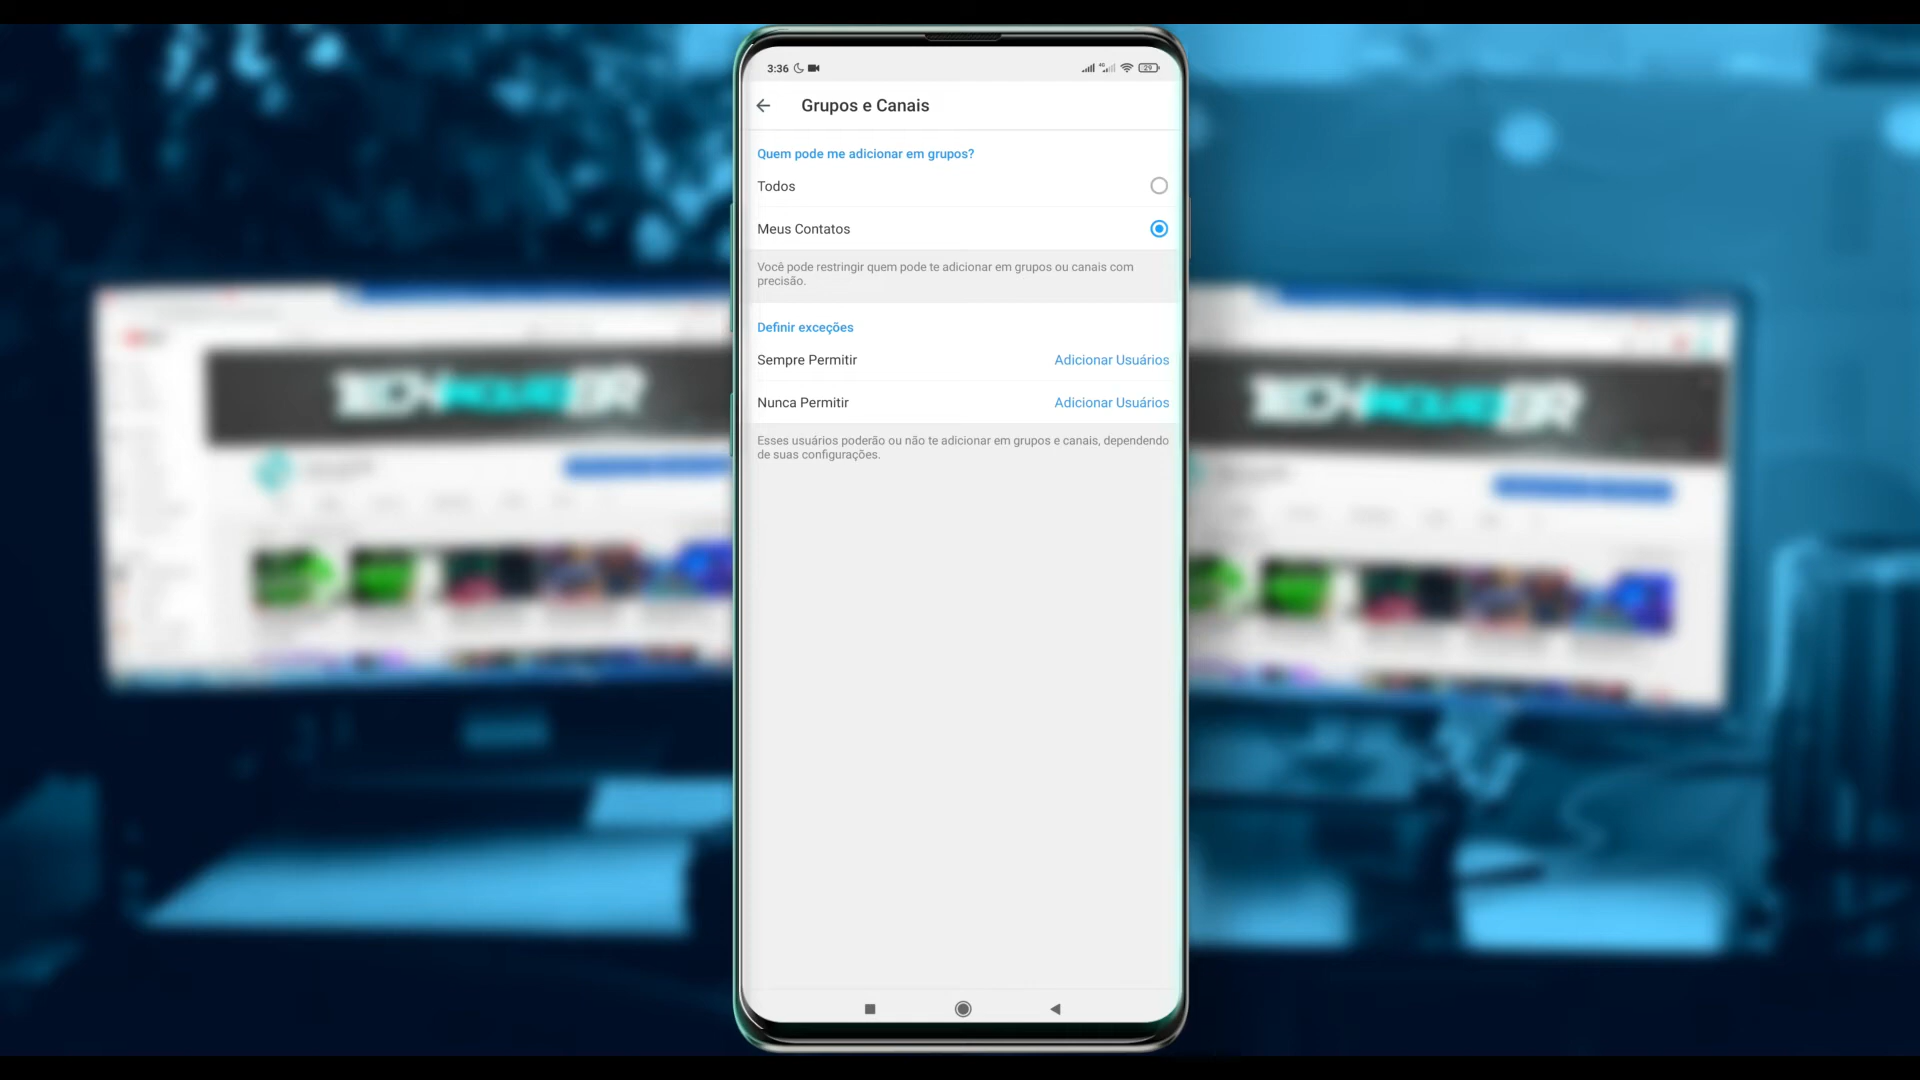 3:36
4G
29
Grupos e Canais
Quem pode me adicionar em grupos?
Todos
Meus Contatos
Você pode restringir quem pode te adicionar em grupos ou canais com
precisão.
Definir exceções
Sempre Permitir Adicionar Usuários
Nunca Permitir Adicionar Usuários
Esses usuários poderão ou não te adicionar em grupos e canais, dependendo
de suas configurações.